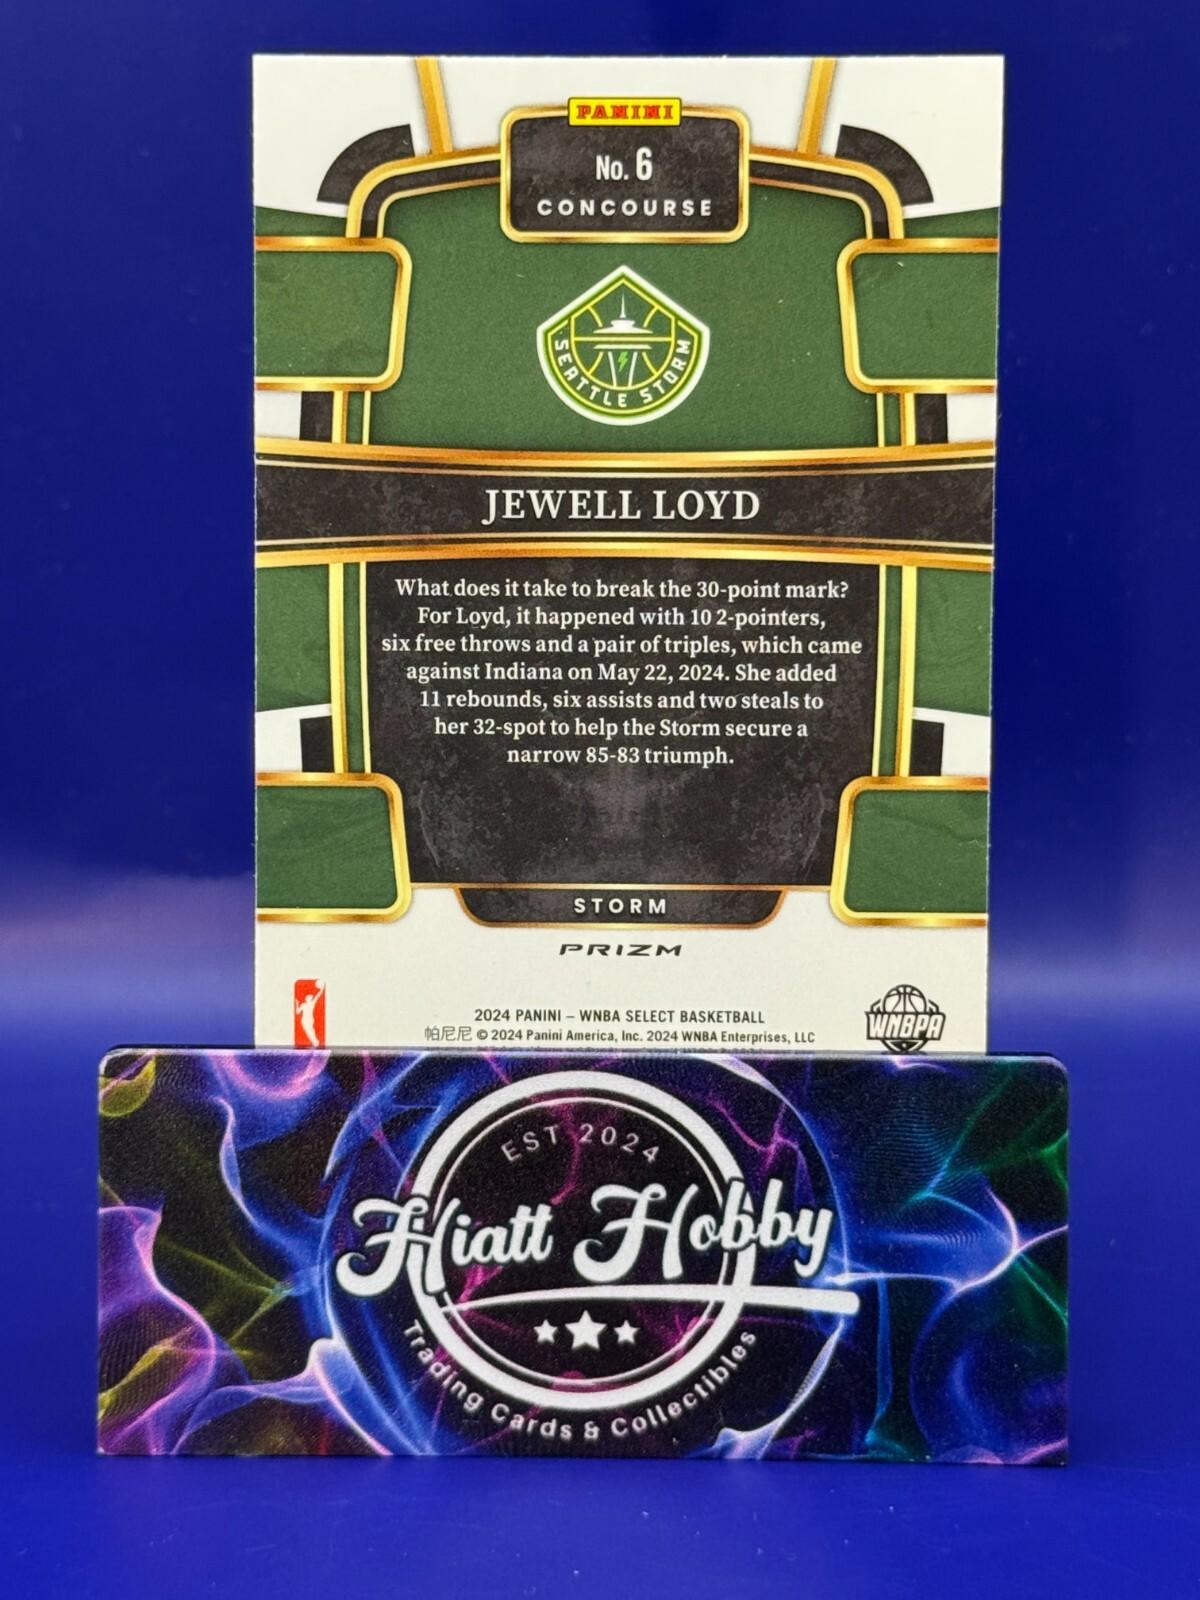 PANINI
No. 6
CONCOURSE
SEATTLE STORM
JEWELL LOYD
What does it take to break the 30-point mark?
For Loyd, it happened with 10 2-pointers,
six free throws and a pair of triples, which came
against Indiana on May 22, 2024. She added
11 rebounds, six assists and two steals to
her 32-spot to help the Storm secure a
narrow 85-83 triumph.
STORM
PRIZM
2024 PANINI – WNBA SELECT BASKETBALL
帕尼尼 © 2024 Panini America, Inc. 2024 WNBA Enterprises, LLC
WNBPA
EST 2024
Hiatt Hobby
Trading Cards & Collectibles